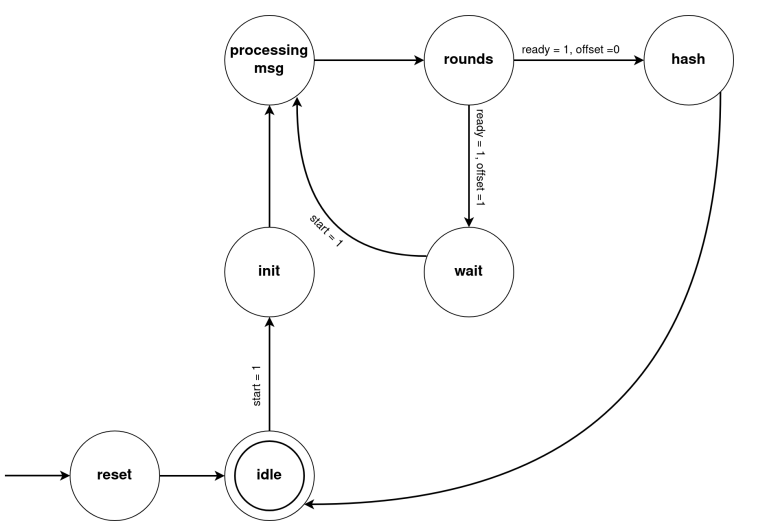 processing
msg
rounds
ready = 1, offset =0
hash
ready = 1, offset =1
start = 1
init
wait
start = 1
reset
idle